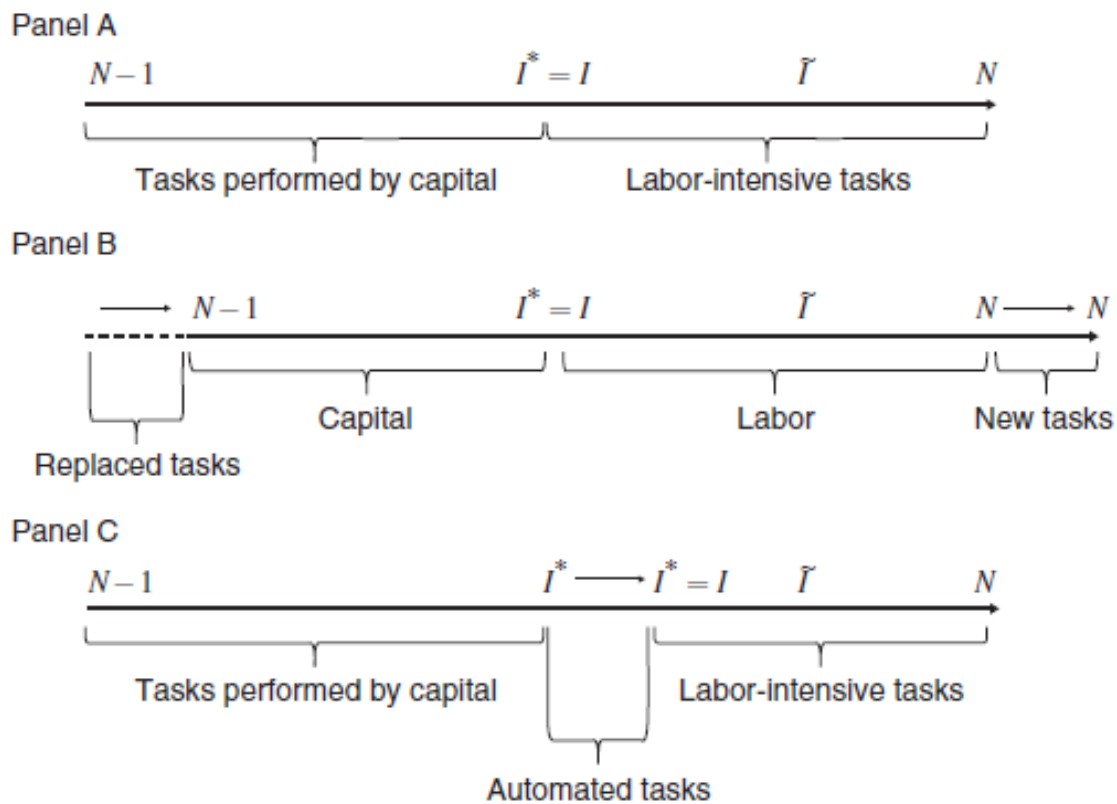 Panel A
N − 1 I* = I Ĩ N
Tasks performed by capital Labor-intensive tasks
Panel B
N − 1 I* = I Ĩ N N
Capital Labor New tasks
Replaced tasks
Panel C
N − 1 I* I* = I Ĩ N
Tasks performed by capital Labor-intensive tasks
Automated tasks